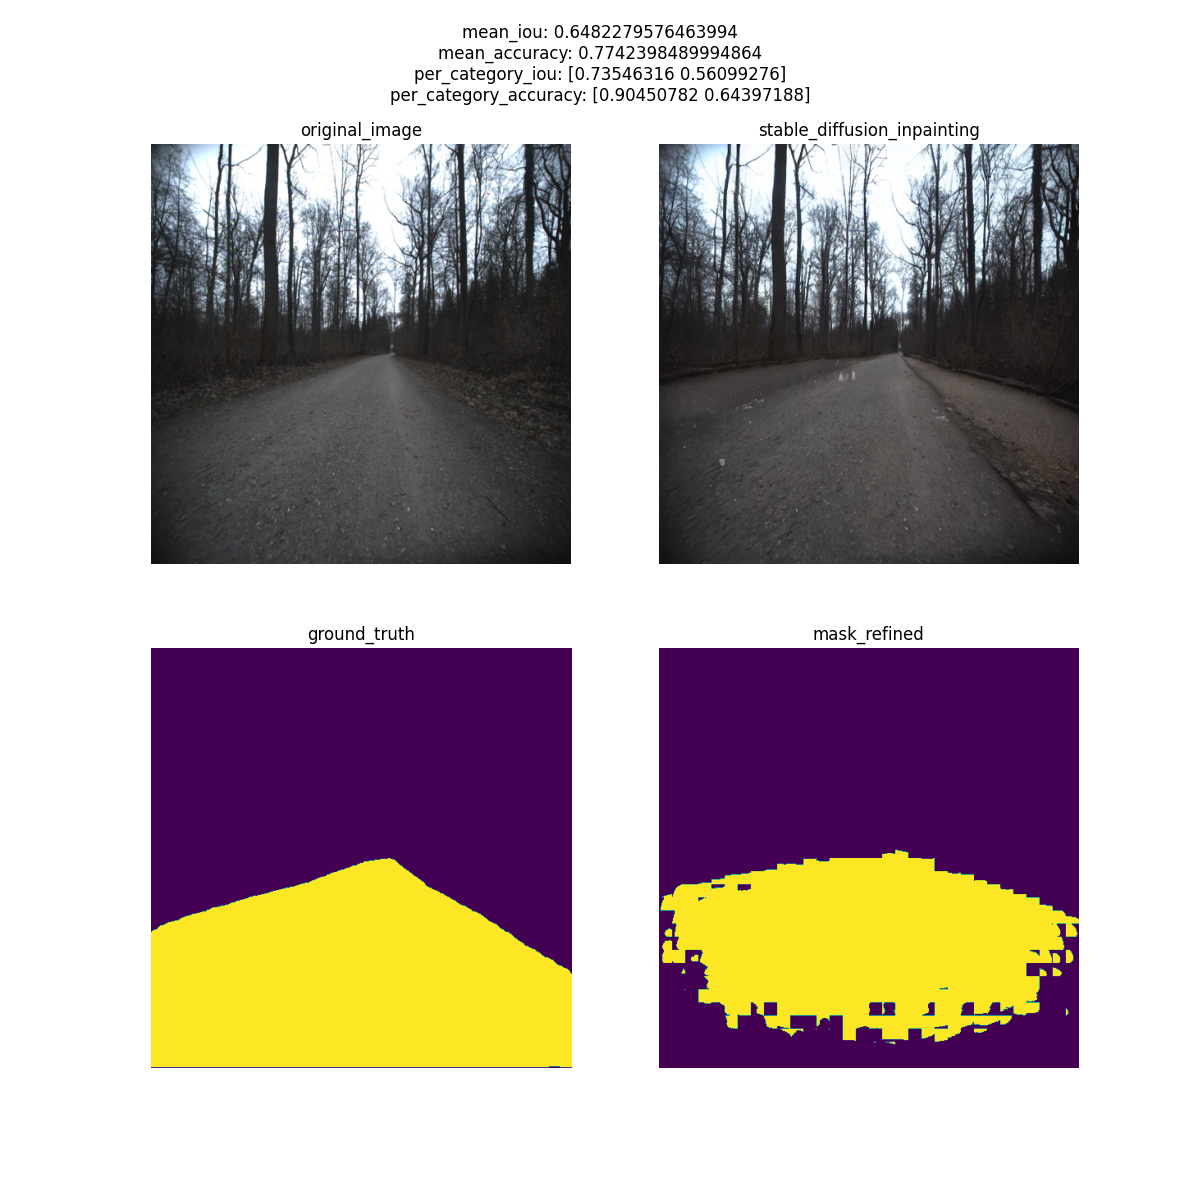 mean_iou: 0.6482279576463994
mean_accuracy: 0.7742398489994864
per_category_iou: [0.73546316 0.56099276]
per_category_accuracy: [0.90450782 0.64397188]
original_image
stable_diffusion_inpainting
ground_truth
mask_refined